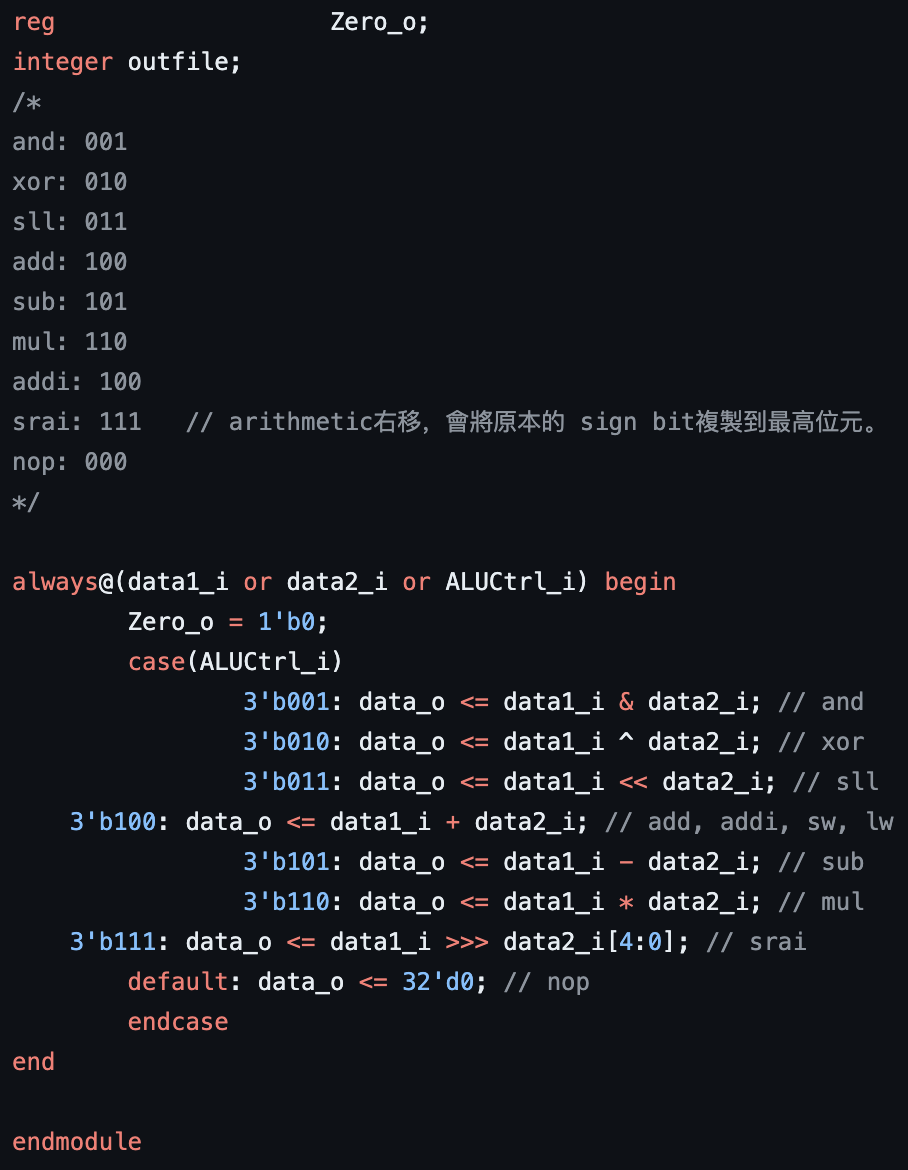 reg                   Zero_o;
integer outfile;
/*
and: 001
xor: 010
sll: 011
add: 100
sub: 101
mul: 110
addi: 100
srai: 111   // arithmetic右移，會將原本的 sign bit複製到最高位元。
nop: 000
*/
always@(data1_i or data2_i or ALUCtrl_i) begin
        Zero_o = 1'b0;
        case(ALUCtrl_i)
                3'b001: data_o <= data1_i & data2_i; // and
                3'b010: data_o <= data1_i ^ data2_i; // xor
                3'b011: data_o <= data1_i << data2_i; // sll
    3'b100: data_o <= data1_i + data2_i; // add, addi, sw, lw
                3'b101: data_o <= data1_i - data2_i; // sub
                3'b110: data_o <= data1_i * data2_i; // mul
    3'b111: data_o <= data1_i >>> data2_i[4:0]; // srai
        default: data_o <= 32'd0; // nop
        endcase
end
endmodule